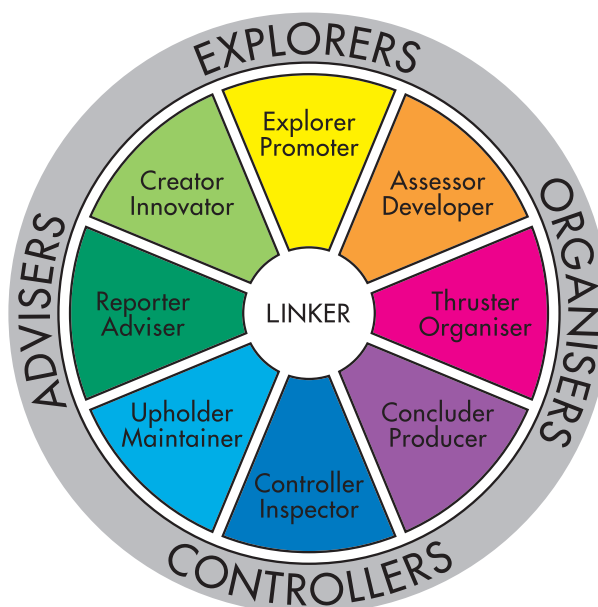 EXPLORERS
Explorer
Promoter
Assessor
Developer
ORGANISERS
Thruster
Organiser
Concluder
Producer
CONTROLLERS
Controller
Inspector
Upholder
Maintainer
ADVISERS
Reporter
Adviser
Creator
Innovator
LINKER